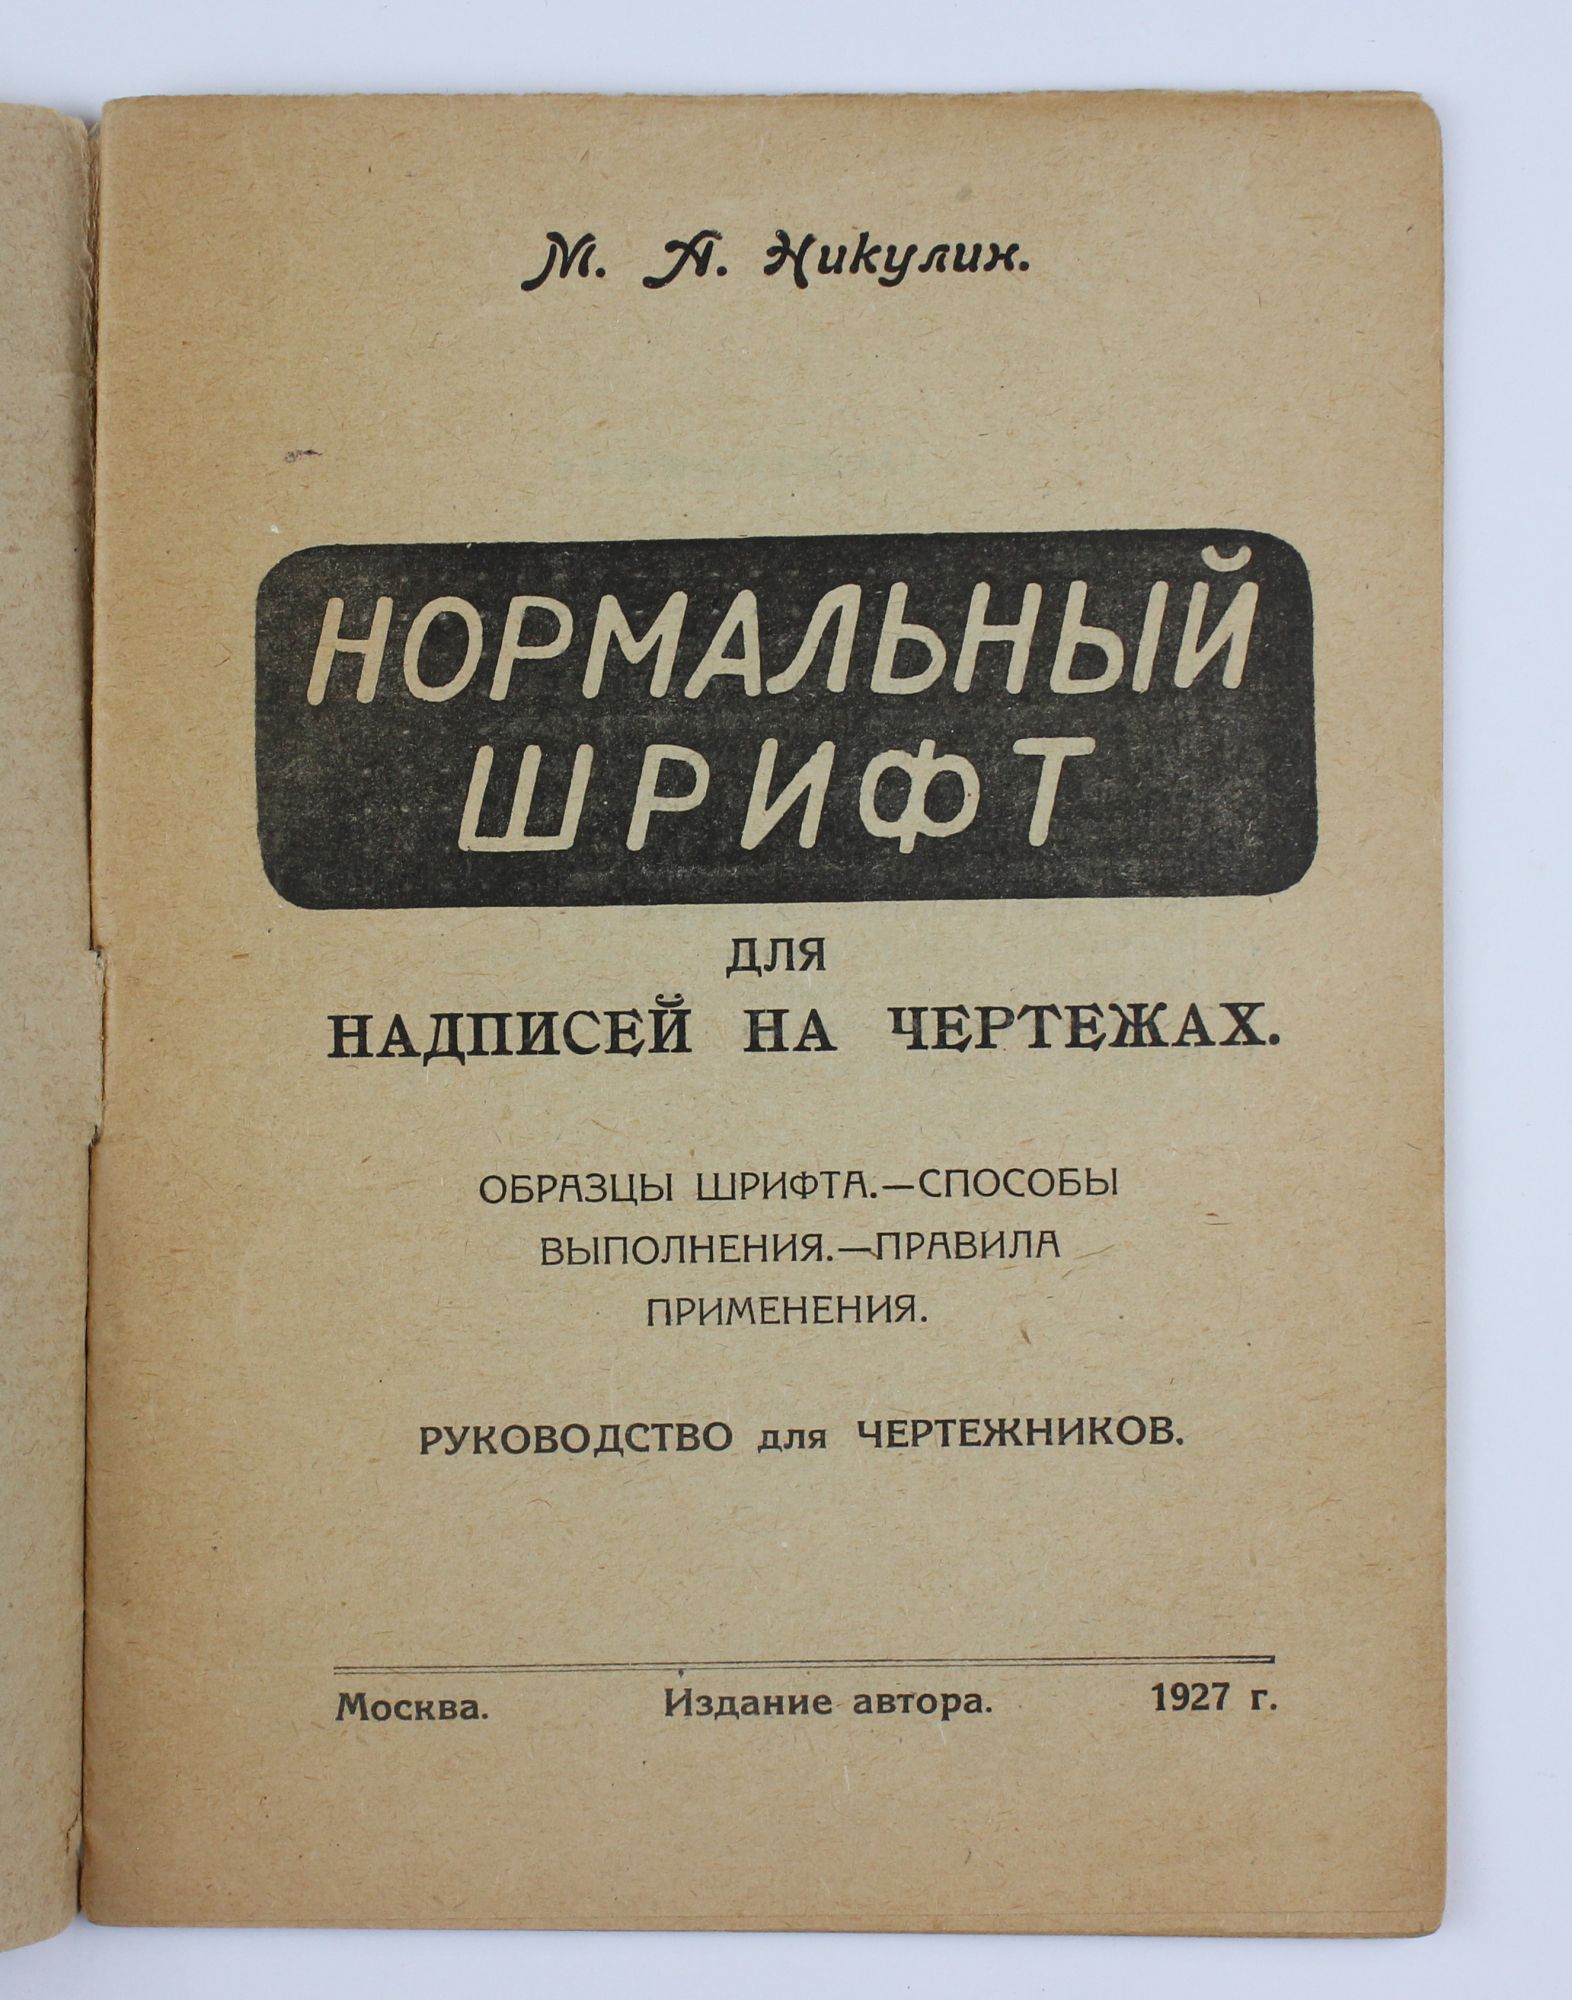 М. А. Никулин.
НОРМАЛЬНЫЙ
ШРИФТ
ДЛЯ
НАДПИСЕЙ НА ЧЕРТЕЖАХ.
ОБРАЗЦЫ ШРИФТА.—СПОСОБЫ
ВЫПОЛНЕНИЯ.—ПРАВИЛА
ПРИМЕНЕНИЯ.
РУКОВОДСТВО для ЧЕРТЕЖНИКОВ.
Москва. Издание автора. 1927 г.